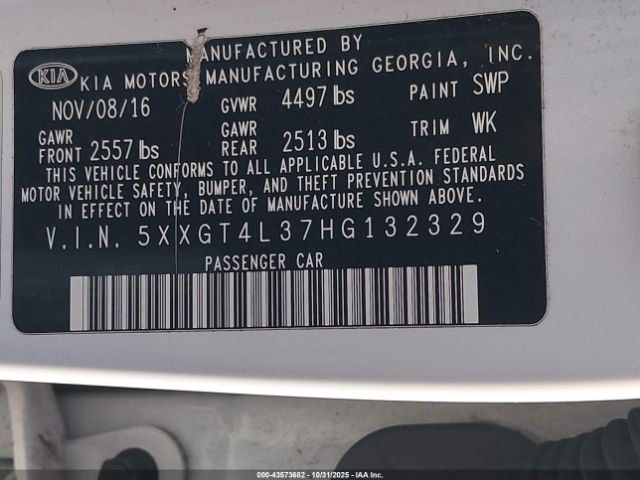 MANUFACTURED BY
KIA KIA MOTORS MANUFACTURING GEORGIA, INC.
NOV/08/16 GVWR 4497 lbs PAINT SWP
GAWR FRONT 2557 lbs GAWR REAR 2513 lbs TRIM WK
THIS VEHICLE CONFORMS TO ALL APPLICABLE U.S.A. FEDERAL
MOTOR VEHICLE SAFETY, BUMPER, AND THEFT PREVENTION STANDARDS
IN EFFECT ON THE DATE OF MANUFACTURE SHOWN ABOVE.
V.I.N. 5XXGT4L37HG132329
PASSENGER CAR
000-43573682 • 10/31/2025 • IAA Inc.